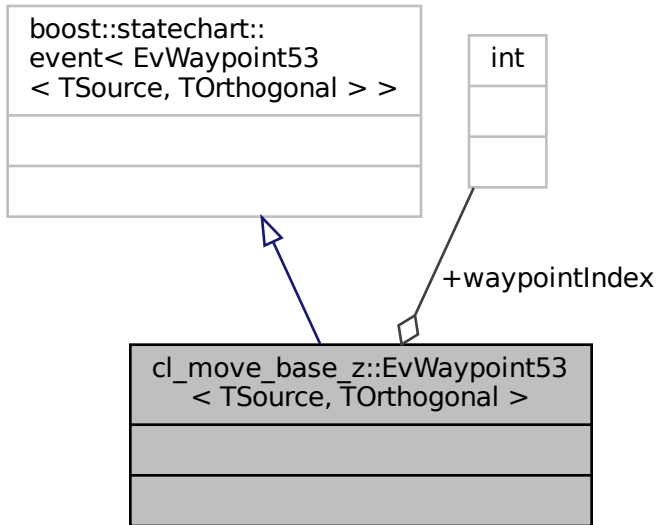 boost::statechart::
event< EvWaypoint53
< TSource, TOrthogonal > >
int
+waypointIndex
cl_move_base_z::EvWaypoint53
< TSource, TOrthogonal >